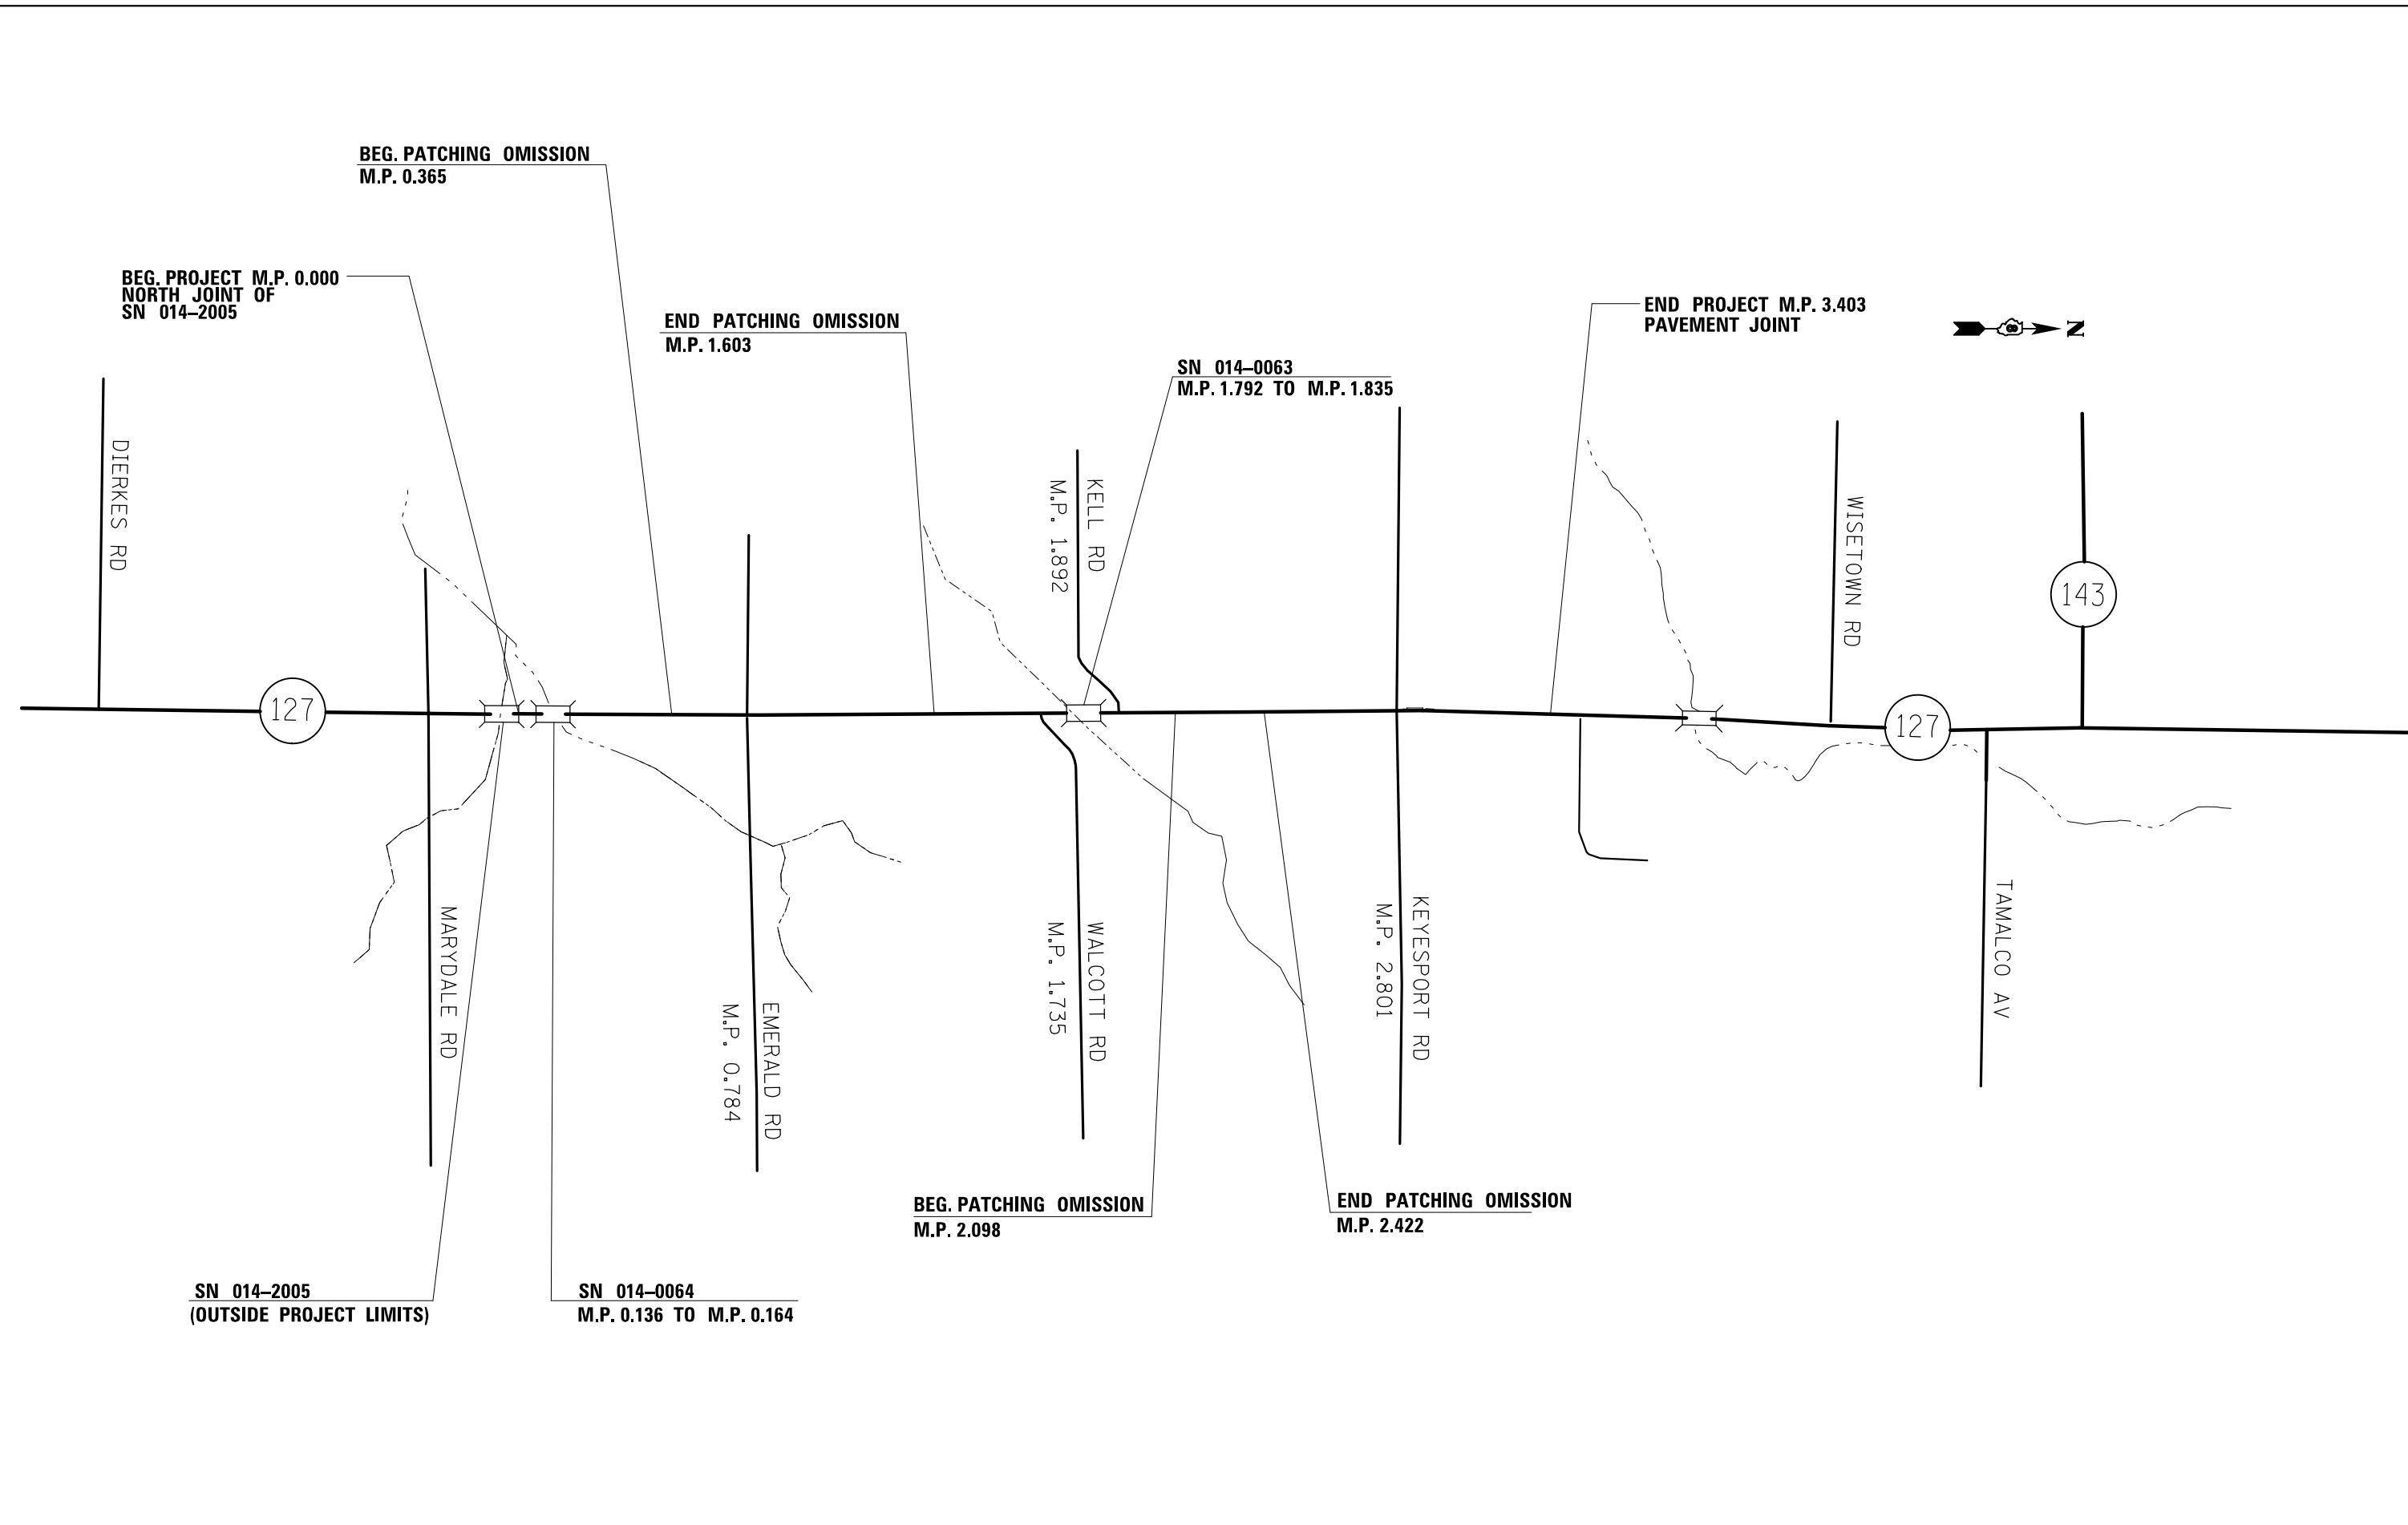 BEG. PATCHING OMISSION
M.P. 0.365
BEG. PROJECT M.P. 0.000
NORTH JOINT OF
SN 014–2005
END PATCHING OMISSION
M.P. 1.603
END PROJECT M.P. 3.403
PAVEMENT JOINT
N
SN 014–0063
M.P. 1.792 TO M.P. 1.835
DIERKES RD
KELL RD
M.P. 1.892
WISETOWN RD
143
127
127
MARYDALE RD
EMERALD RD
M.P. 0.784
WALCOTT RD
M.P. 1.735
KEYESPORT RD
M.P. 2.801
TAMALCO AV
BEG. PATCHING OMISSION
M.P. 2.098
END PATCHING OMISSION
M.P. 2.422
SN 014–2005
(OUTSIDE PROJECT LIMITS)
SN 014–0064
M.P. 0.136 TO M.P. 0.164